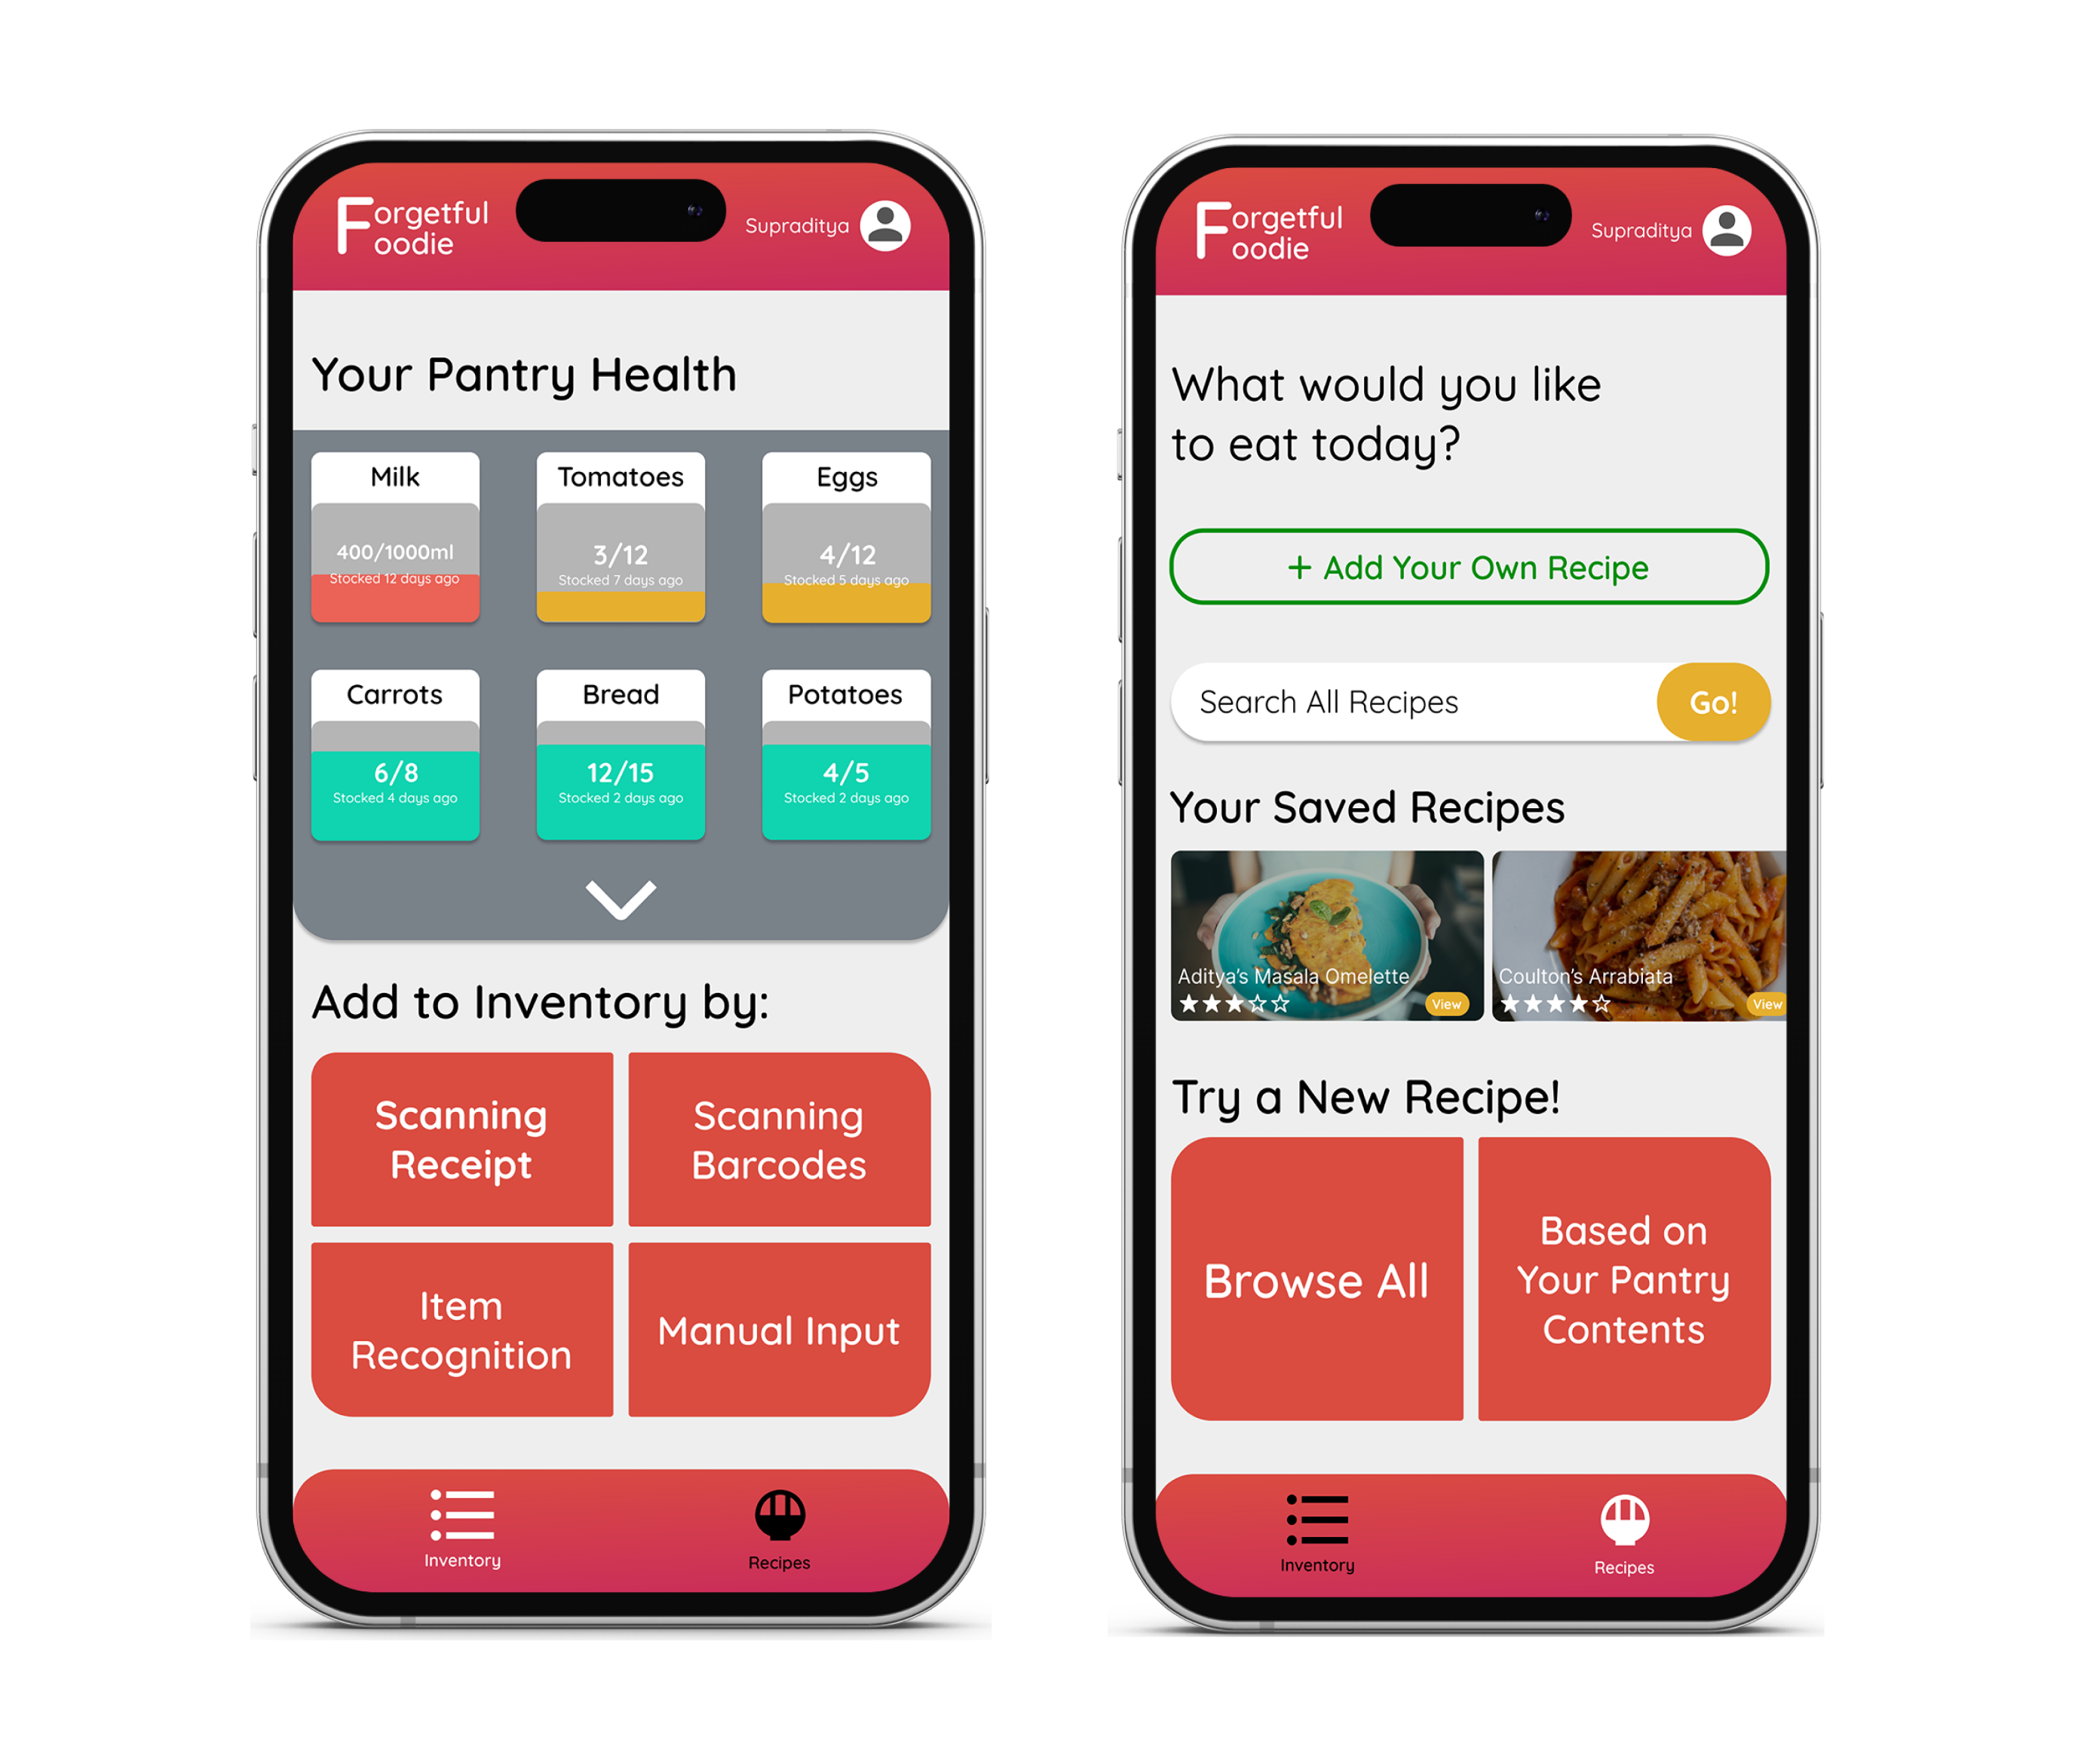 Forgetful
Foodie
Supraditya
Your Pantry Health
Milk
400/1000ml
Stocked 12 days ago
Tomatoes
3/12
Stocked 7 days ago
Eggs
4/12
Stocked 5 days ago
Carrots
6/8
Stocked 4 days ago
Bread
12/15
Stocked 2 days ago
Potatoes
4/5
Stocked 2 days ago
Add to Inventory by:
Scanning
Receipt
Scanning
Barcodes
Item
Recognition
Manual Input
Inventory
Recipes
Forgetful
Foodie
Supraditya
What would you like
to eat today?
+ Add Your Own Recipe
Search All Recipes
Go!
Your Saved Recipes
Aditya's Masala Omelette
View
Coulton's Arrabiata
View
Try a New Recipe!
Browse All
Based on
Your Pantry
Contents
Inventory
Recipes